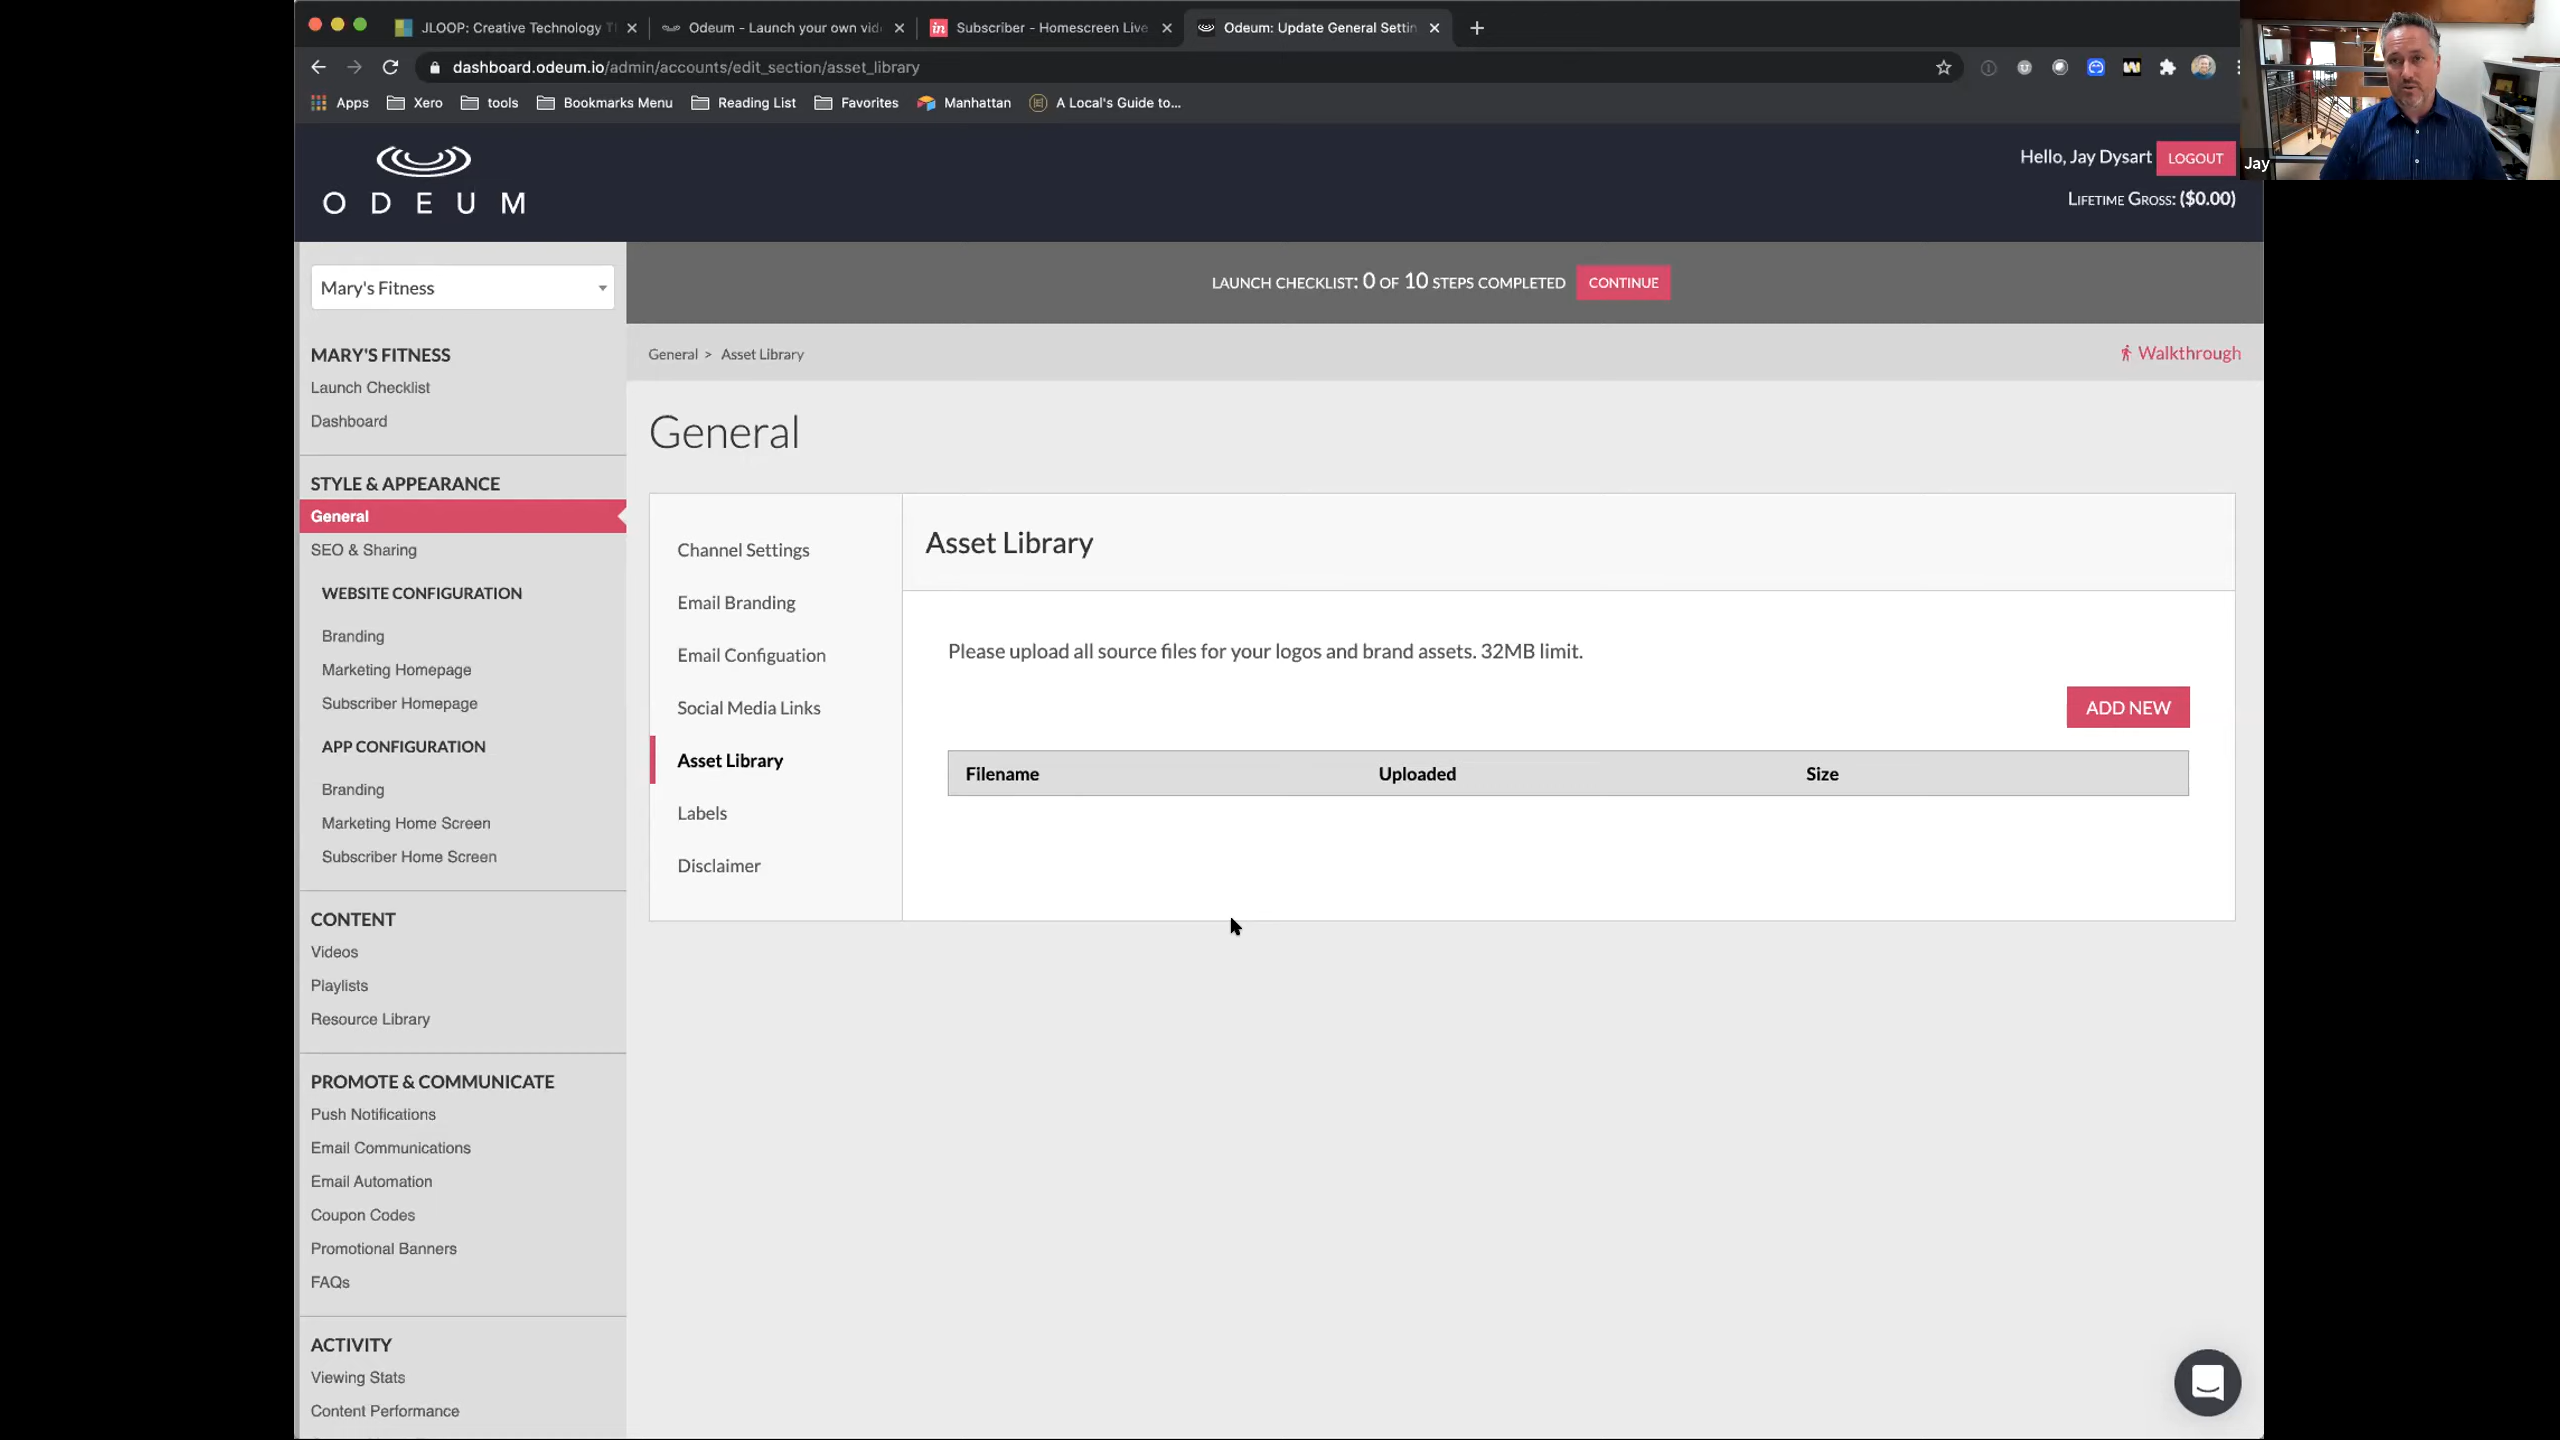 JLOOP: Creative Technology T
Odeum - Launch your own vid
Subscriber - Homescreen Live
Odeum: Update General Settin
dashboard.odeum.io/admin/accounts/edit_section/asset_library
Apps
Xero
tools
Bookmarks Menu
Reading List
Favorites
Manhattan
A Local's Guide to...
ODEUM
Hello, Jay Dysart
LOGOUT
LIFETIME GROSS: ($0.00)
Jay
Mary's Fitness
LAUNCH CHECKLIST: 0 OF 10 STEPS COMPLETED
CONTINUE
MARY'S FITNESS
Launch Checklist
Dashboard
STYLE & APPEARANCE
General
SEO & Sharing
WEBSITE CONFIGURATION
Branding
Marketing Homepage
Subscriber Homepage
APP CONFIGURATION
Branding
Marketing Home Screen
Subscriber Home Screen
CONTENT
Videos
Playlists
Resource Library
PROMOTE & COMMUNICATE
Push Notifications
Email Communications
Email Automation
Coupon Codes
Promotional Banners
FAQs
ACTIVITY
Viewing Stats
Content Performance
General > Asset Library
Walkthrough
General
Channel Settings
Email Branding
Email Configuation
Social Media Links
Asset Library
Labels
Disclaimer
Asset Library
Please upload all source files for your logos and brand assets. 32MB limit.
ADD NEW
Filename
Uploaded
Size